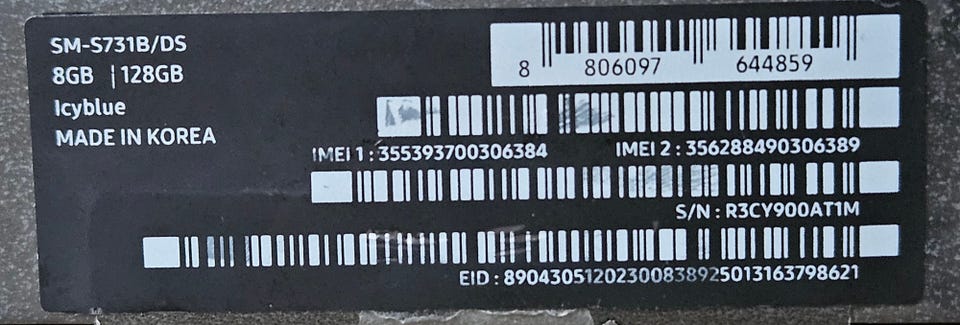 SM-S731B/DS
8GB | 128GB
Icyblue
MADE IN KOREA
8 806097 644859
IMEI 1 : 355393700306384 IMEI 2 : 356288490306389
S/N : R3CY900AT1M
EID : 89043051202300838925013163798621